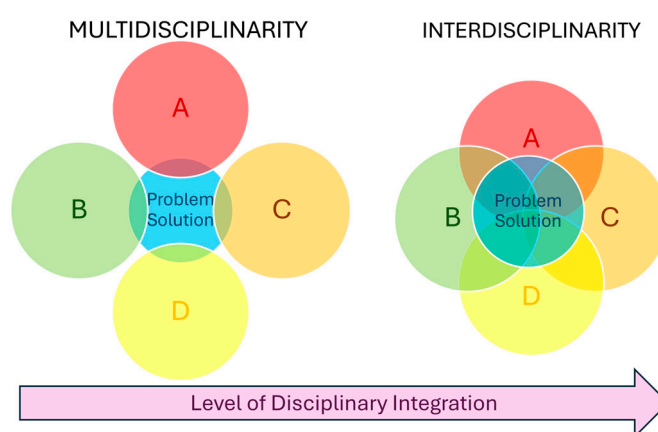 MULTIDISCIPLINARITY
A
B
Problem
Solution
C
D
INTERDISCIPLINARITY
A
B
Problem
Solution
C
D
Level of Disciplinary Integration